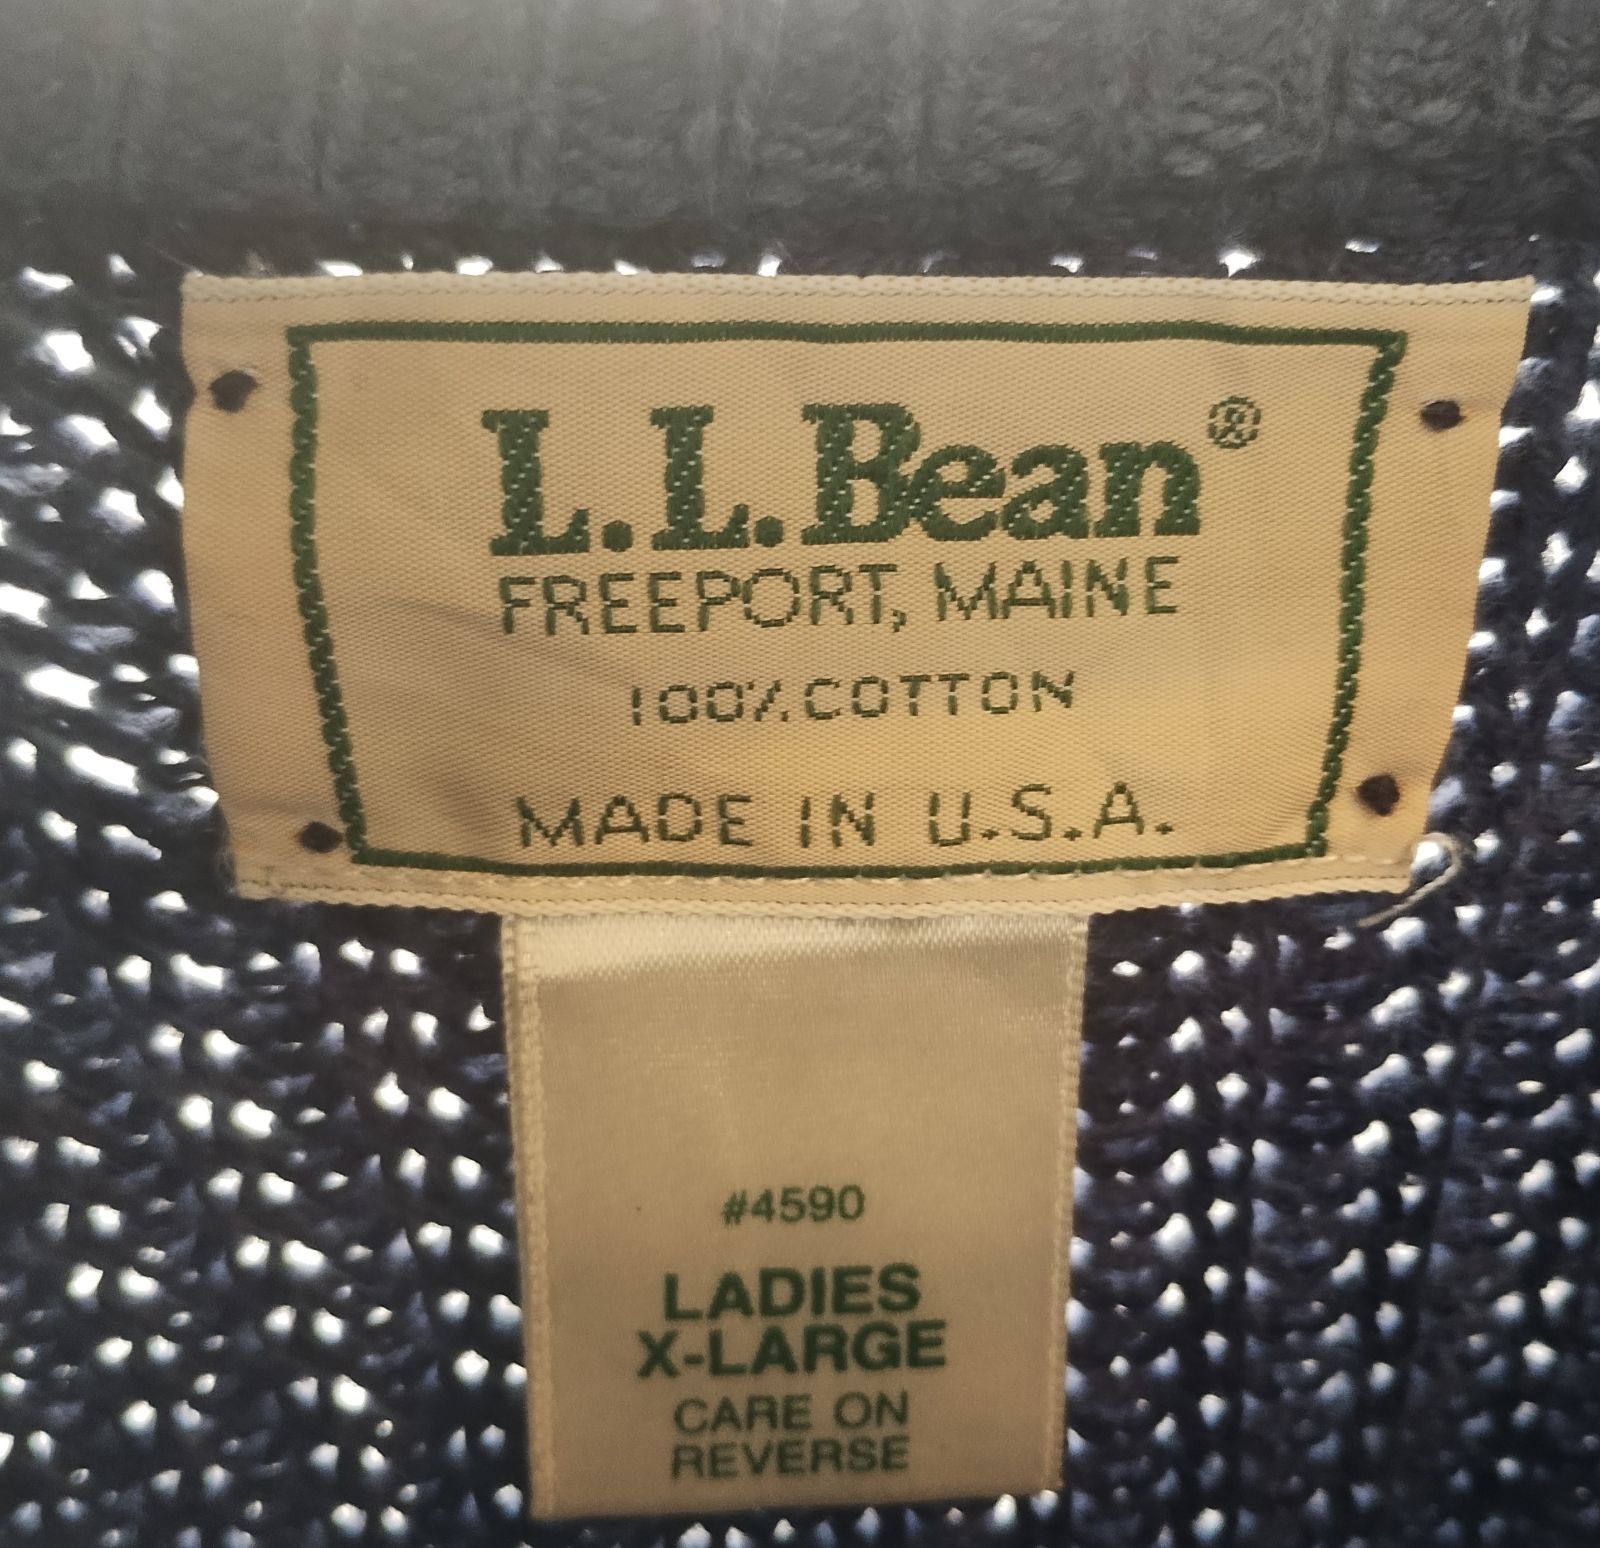 L.L.Bean®
FREEPORT, MAINE
100% COTTON
MADE IN U.S.A.
#4590
LADIES
X-LARGE
CARE ON
REVERSE